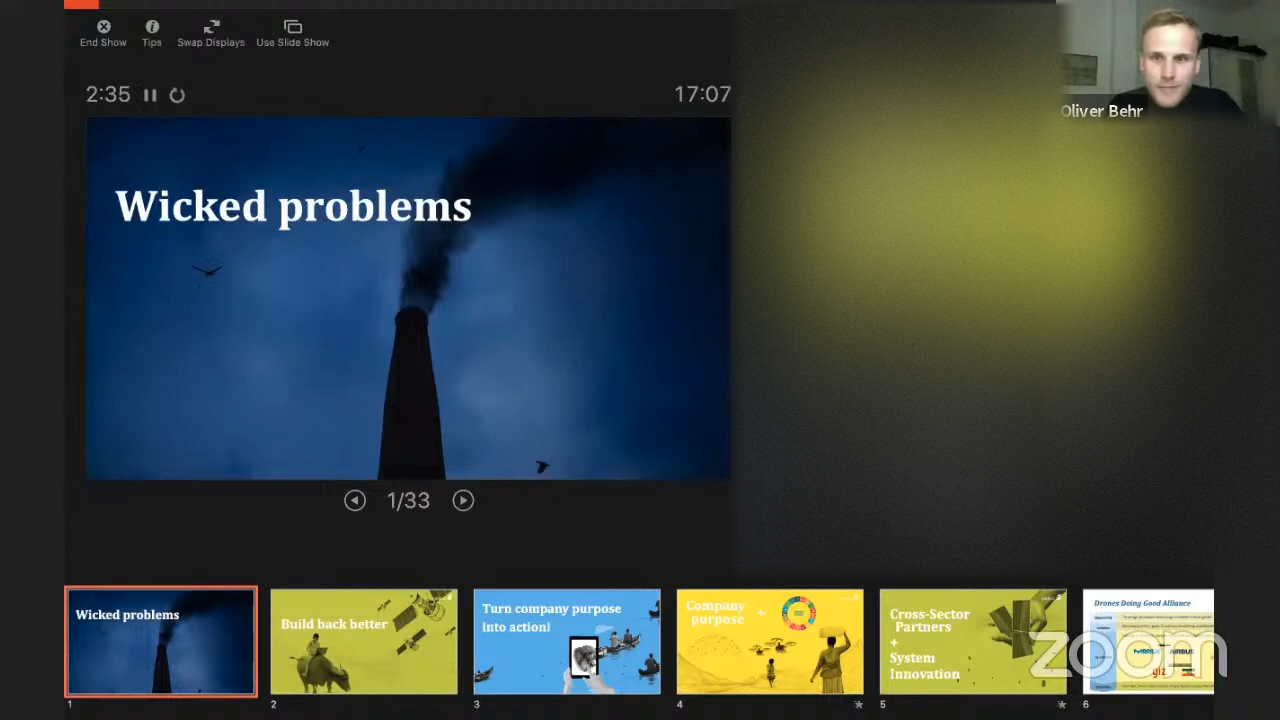 End Show
Tips
Swap Displays
Use Slide Show
2:35
17:07
Oliver Behr
Wicked problems
1/33
Wicked problems
Build back better
Turn company purpose
into action!
Company
purpose
+
Cross-Sector
Partners
+
System
Innovation
Drones Doing Good Alliance
AIRBUS
giz
zoom
1
2
3
4
5
6